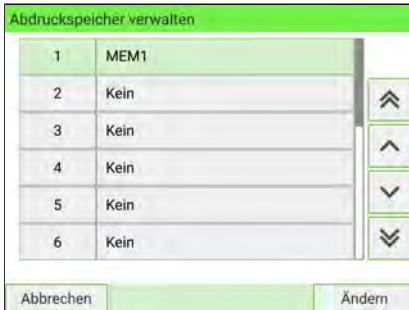 Abdruckspeicher verwalten
1 MEM1
2 Kein
3 Kein
4 Kein
5 Kein
6 Kein
Abbrechen Ändern